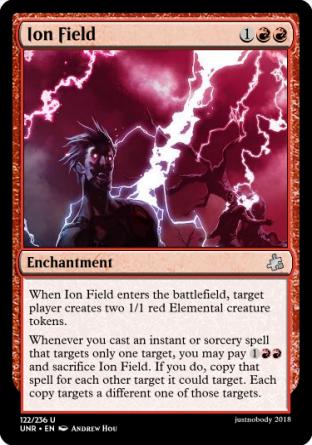 Ion Field 1
Enchantment
When Ion Field enters the battlefield, target
player creates two 1/1 red Elemental creature
tokens.
Whenever you cast an instant or sorcery spell
that targets only one target, you may pay 1
and sacrifice Ion Field. If you do, copy that
spell for each other target it could target. Each
copy targets a different one of those targets.
122/236 U
justnobody 2018
UNR • EN Andrew Hou